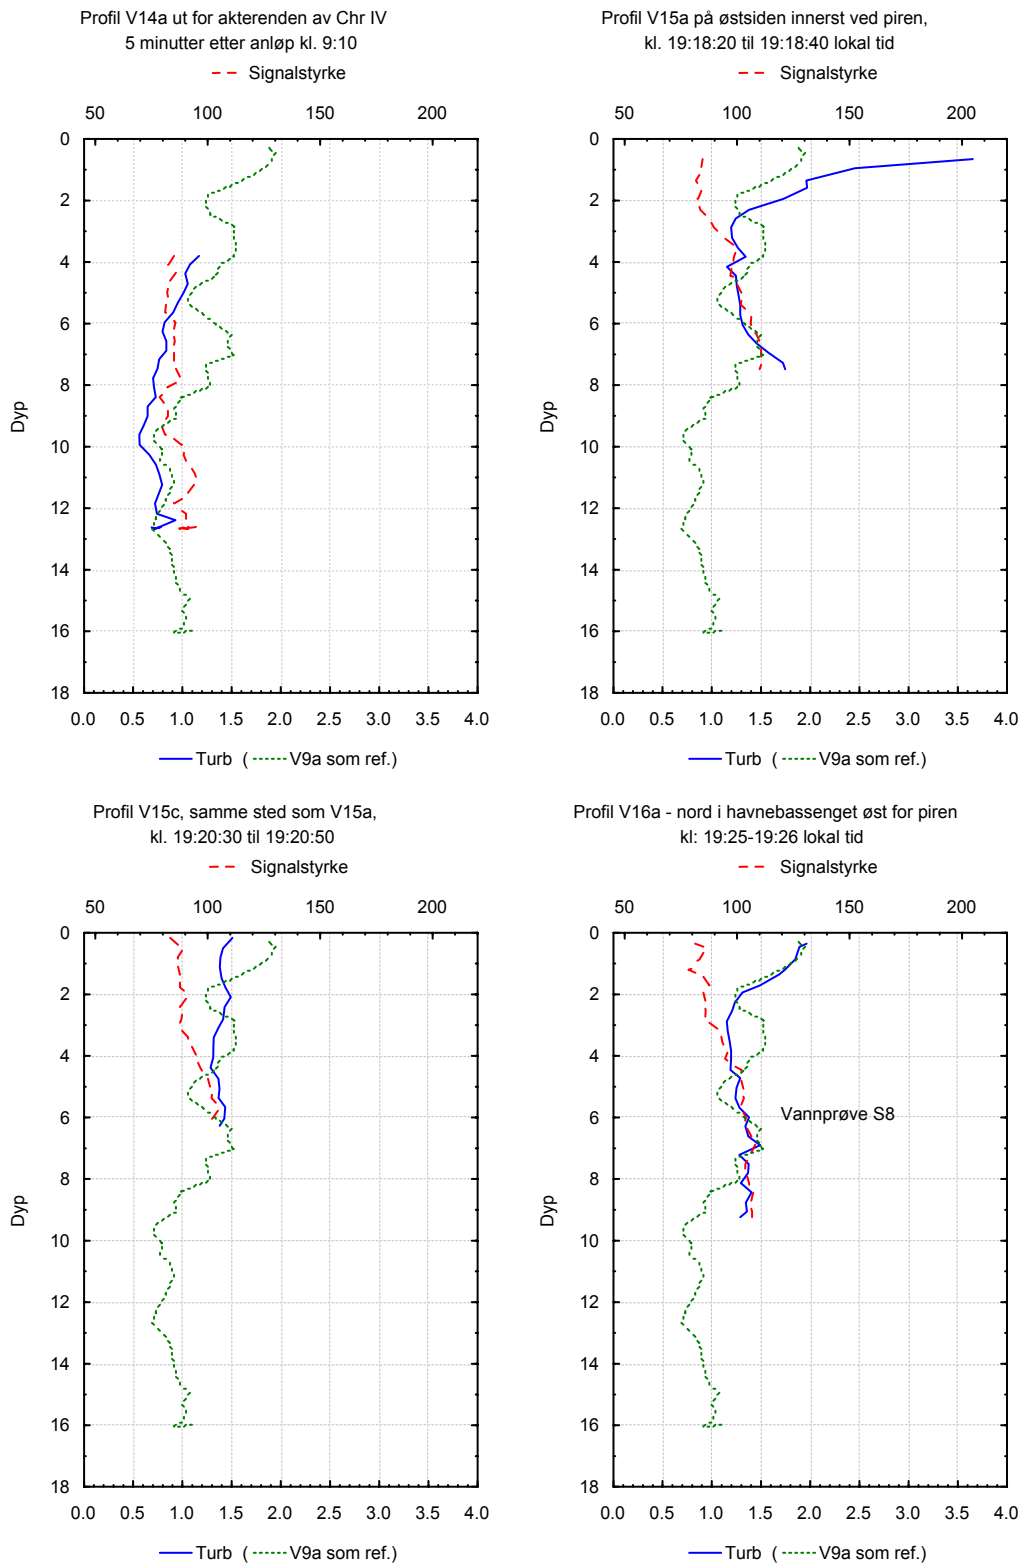 Profil V14a ut for akterenden av Chr IV
5 minutter etter anløp kl. 9:10
Signalstyrke
50 100 150 200
0
2
4
6
8
10
12
14
16
18
Dyp
0.0 0.5 1.0 1.5 2.0 2.5 3.0 3.5 4.0
Turb ( V9a som ref.)
Profil V15a på østsiden innerst ved piren,
kl. 19:18:20 til 19:18:40 lokal tid
Signalstyrke
50 100 150 200
0
2
4
6
8
10
12
14
16
18
Dyp
0.0 1.0 1.5 2.0 2.5 3.0 3.5 4.0
Turb ( V9a som ref.)
Profil V15c, samme sted som V15a,
kl. 19:20:30 til 19:20:50
Signalstyrke
50 100 150 200
0
2
4
6
8
10
12
14
16
18
Dyp
0.0 0.5 1.0 1.5 2.0 2.5 3.0 3.5 4.0
Turb ( V9a som ref.)
Profil V16a - nord i havnebassenget øst for piren
kl: 19:25-19:26 lokal tid
Signalstyrke
50 100 150 200
0
2
4
6
8
10
12
14
16
18
Dyp
Vannprøve S8
0.0 1.0 1.5 2.0 2.5 3.0 3.5 4.0
Turb ( V9a som ref.)